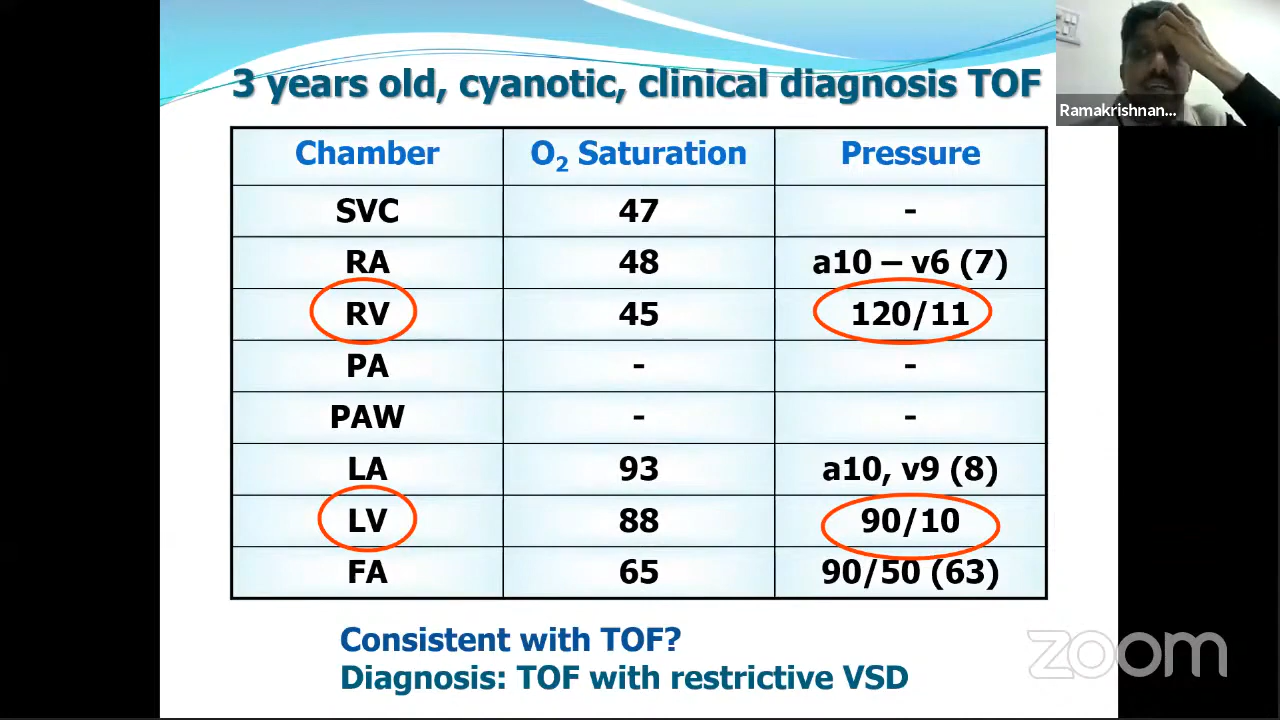 3 years old, cyanotic, clinical diagnosis TOF
Ramakrishnan...
Chamber O2 Saturation Pressure
SVC 47 -
RA 48 a10 – v6 (7)
RV 45 120/11
PA - -
PAW - -
LA 93 a10, v9 (8)
LV 88 90/10
FA 65 90/50 (63)
Consistent with TOF?
Diagnosis: TOF with restrictive VSD
zoom